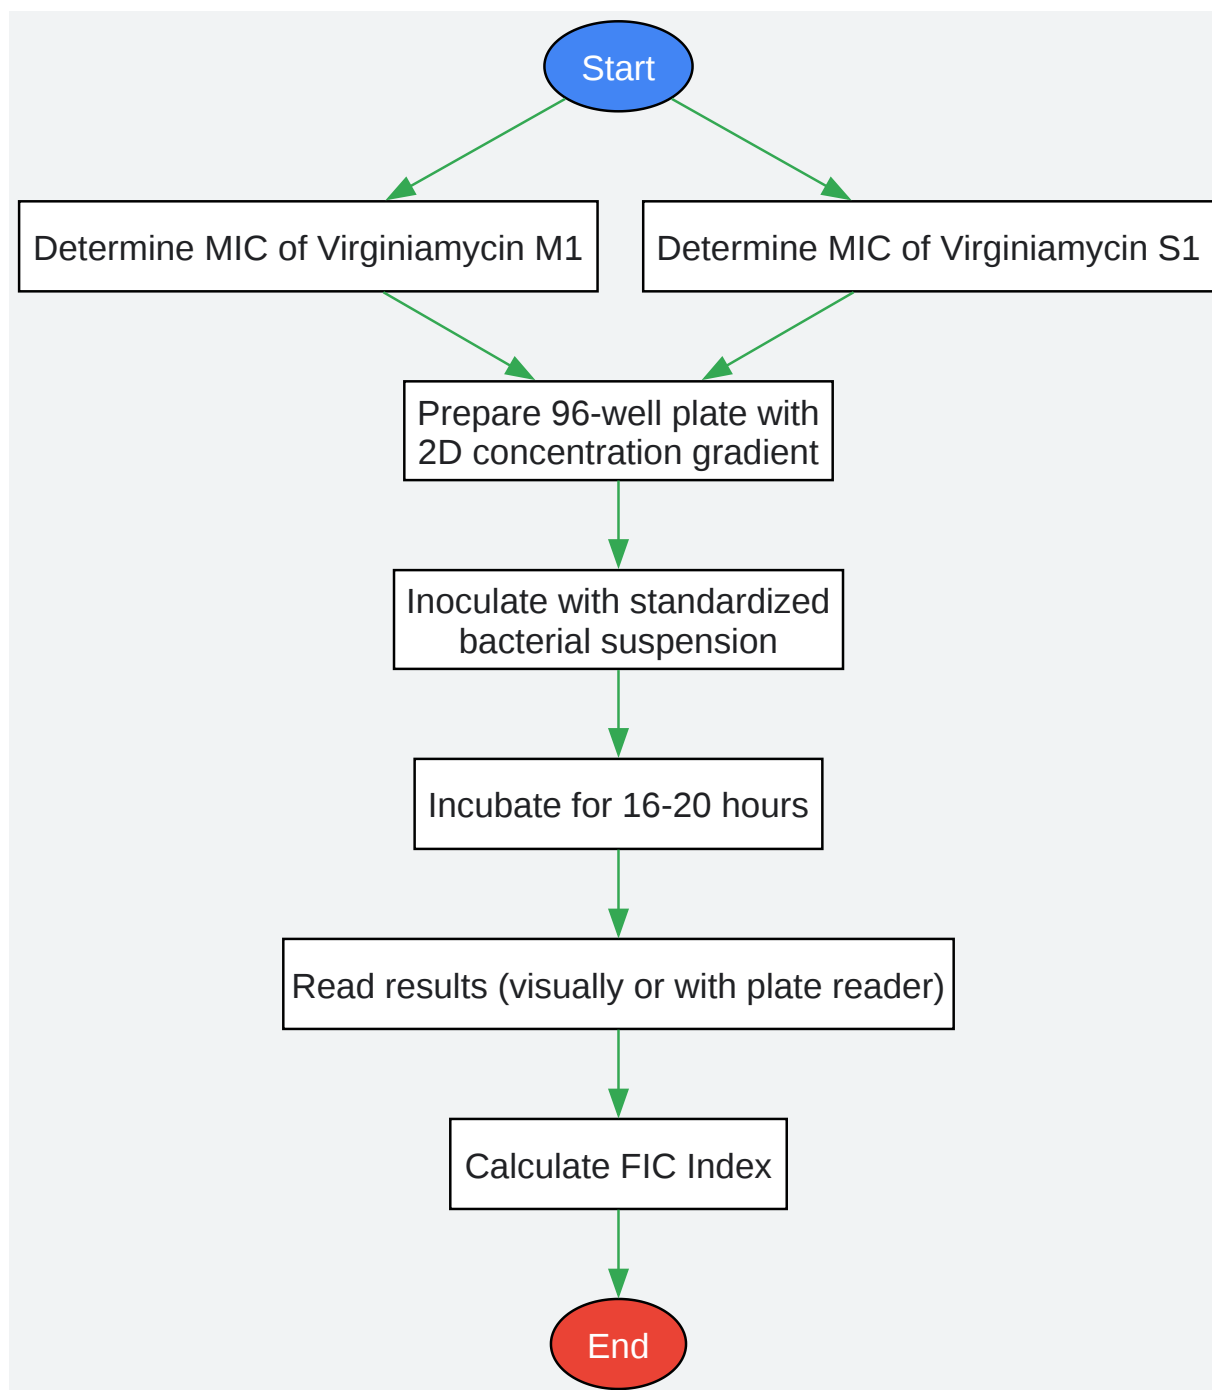 Start
Determine MIC of Virginiamycin M1
Determine MIC of Virginiamycin S1
Prepare 96-well plate with
2D concentration gradient
Inoculate with standardized
bacterial suspension
Incubate for 16-20 hours
Read results (visually or with plate reader)
Calculate FIC Index
End